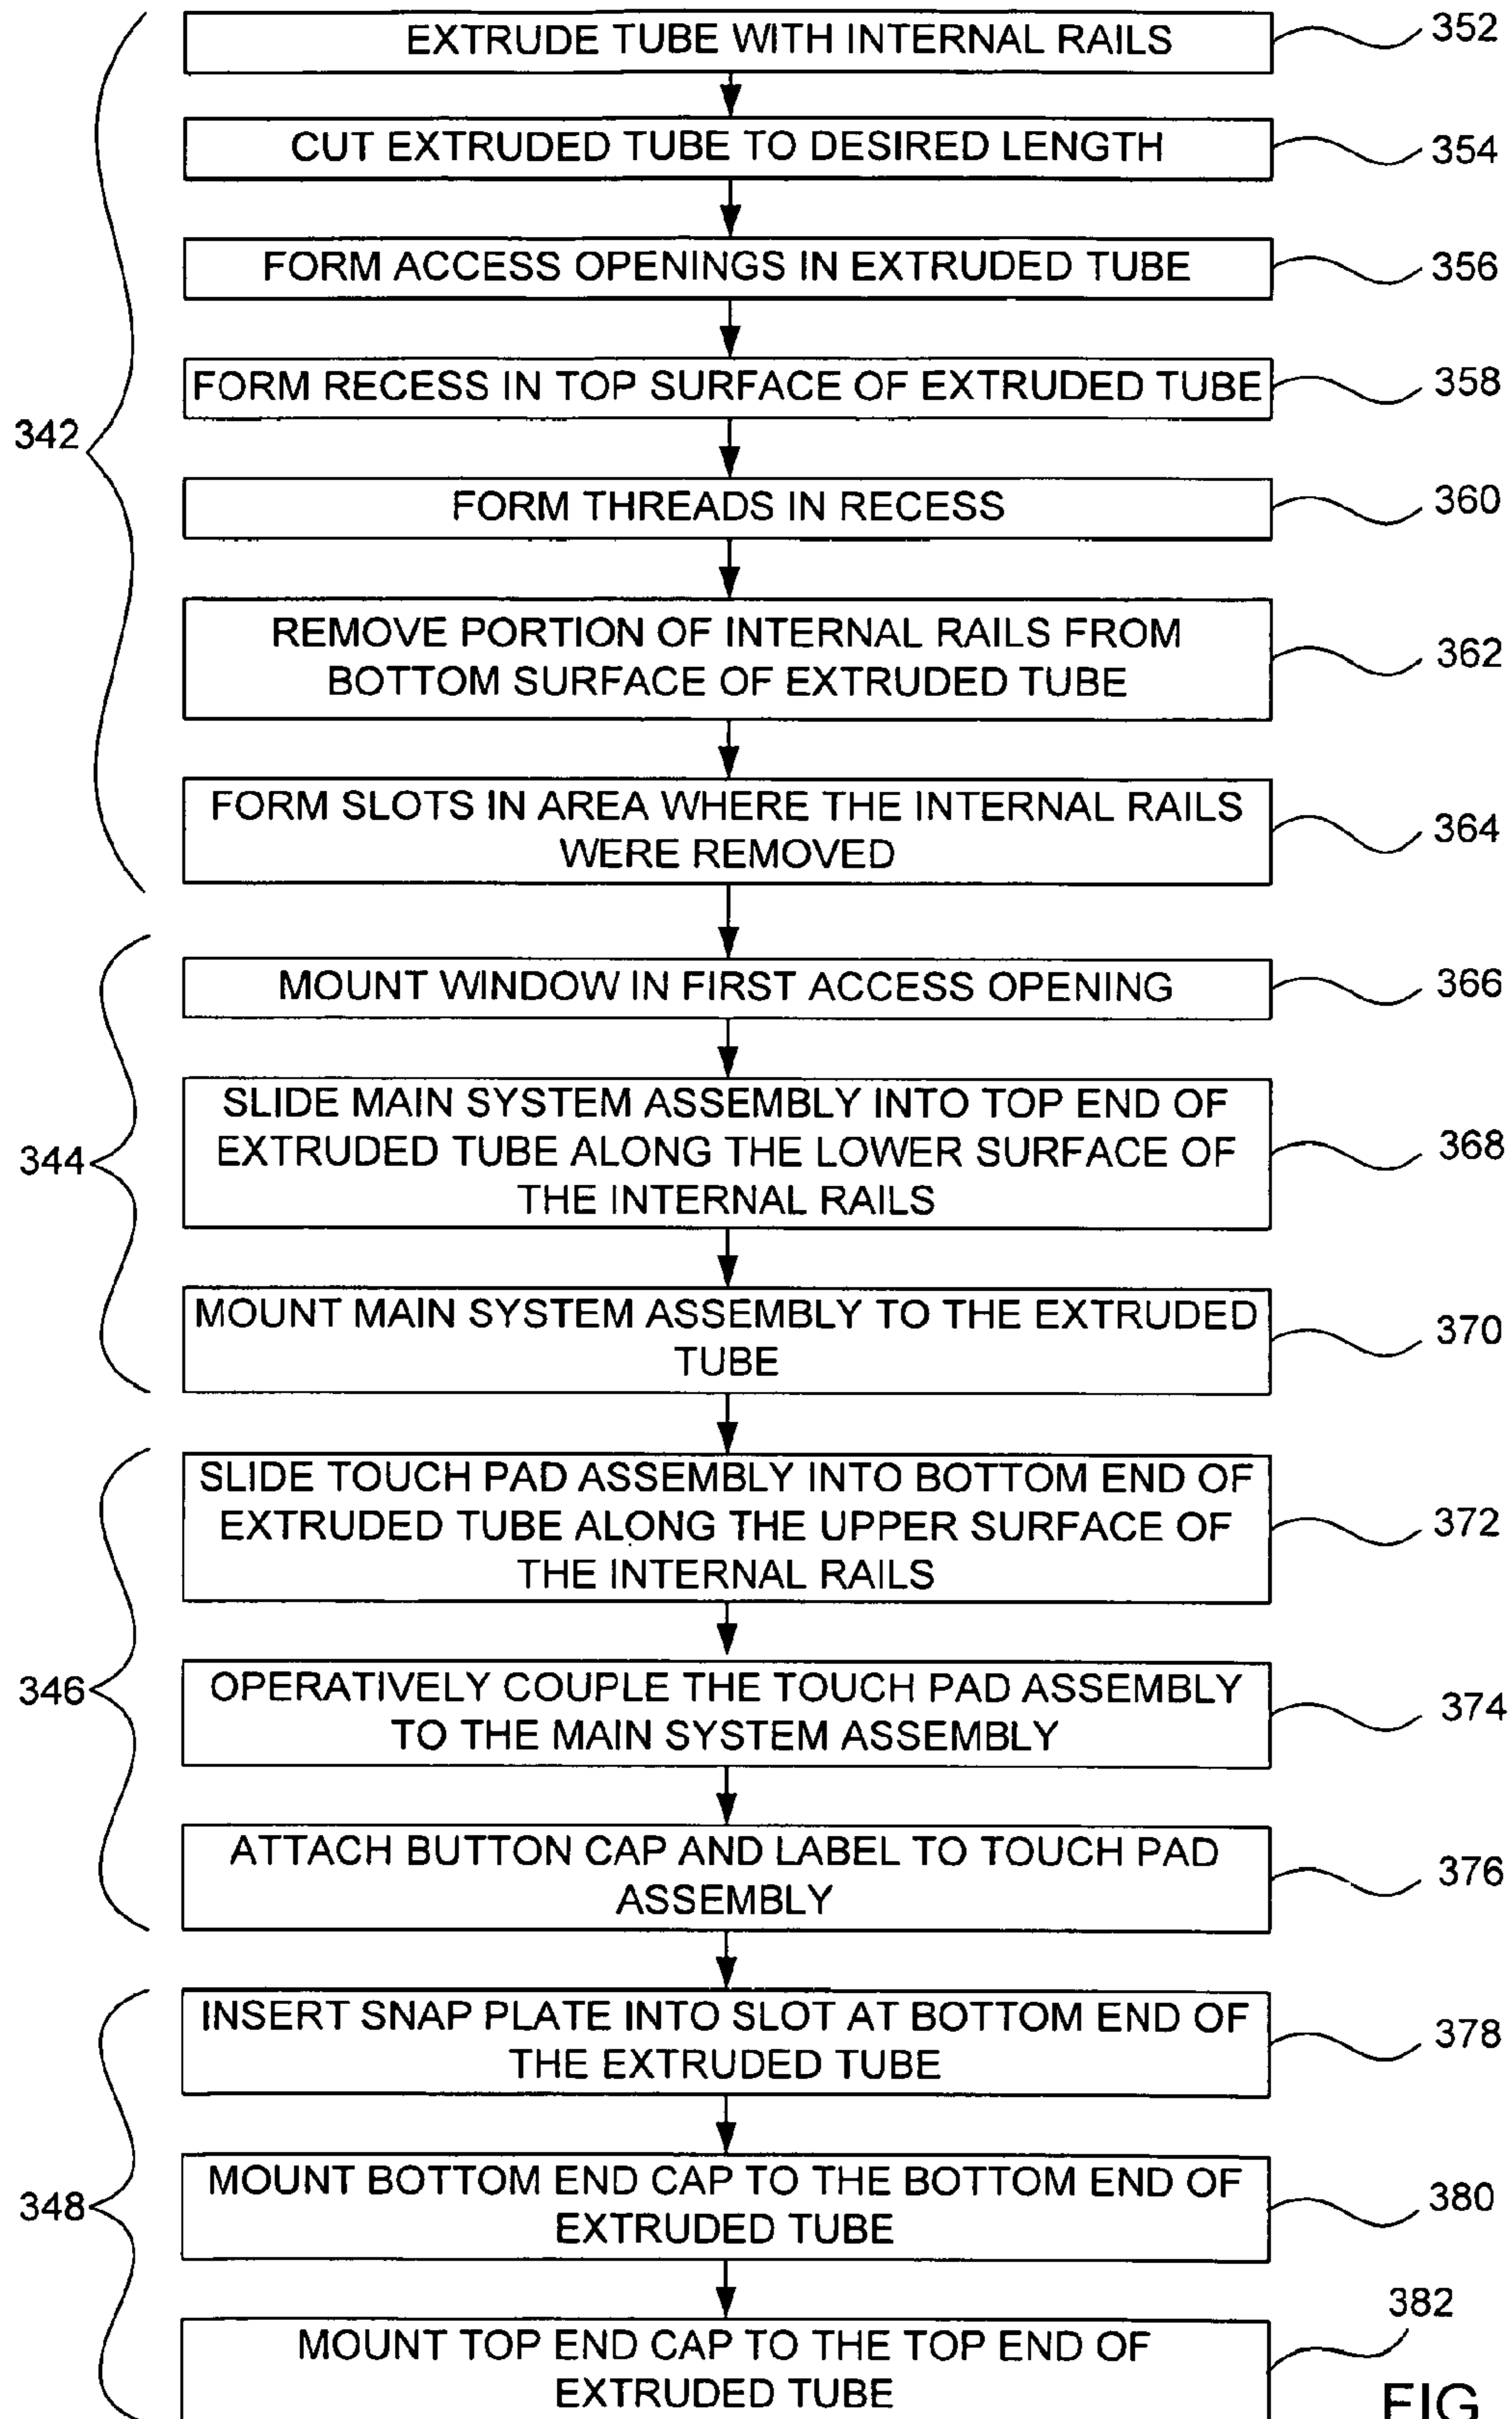 EXTRUDE TUBE WITH INTERNAL RAILS
352
CUT EXTRUDED TUBE TO DESIRED LENGTH
354
FORM ACCESS OPENINGS IN EXTRUDED TUBE
356
FORM RECESS IN TOP SURFACE OF EXTRUDED TUBE
358
342
FORM THREADS IN RECESS
360
REMOVE PORTION OF INTERNAL RAILS FROM
BOTTOM SURFACE OF EXTRUDED TUBE
362
FORM SLOTS IN AREA WHERE THE INTERNAL RAILS
WERE REMOVED
364
MOUNT WINDOW IN FIRST ACCESS OPENING
366
344
SLIDE MAIN SYSTEM ASSEMBLY INTO TOP END OF
EXTRUDED TUBE ALONG THE LOWER SURFACE OF
THE INTERNAL RAILS
368
MOUNT MAIN SYSTEM ASSEMBLY TO THE EXTRUDED
TUBE
370
SLIDE TOUCH PAD ASSEMBLY INTO BOTTOM END OF
EXTRUDED TUBE ALONG THE UPPER SURFACE OF
THE INTERNAL RAILS
372
346
OPERATIVELY COUPLE THE TOUCH PAD ASSEMBLY
TO THE MAIN SYSTEM ASSEMBLY
374
ATTACH BUTTON CAP AND LABEL TO TOUCH PAD
ASSEMBLY
376
INSERT SNAP PLATE INTO SLOT AT BOTTOM END OF
THE EXTRUDED TUBE
378
348
MOUNT BOTTOM END CAP TO THE BOTTOM END OF
EXTRUDED TUBE
380
MOUNT TOP END CAP TO THE TOP END OF
EXTRUDED TUBE
382
FIG